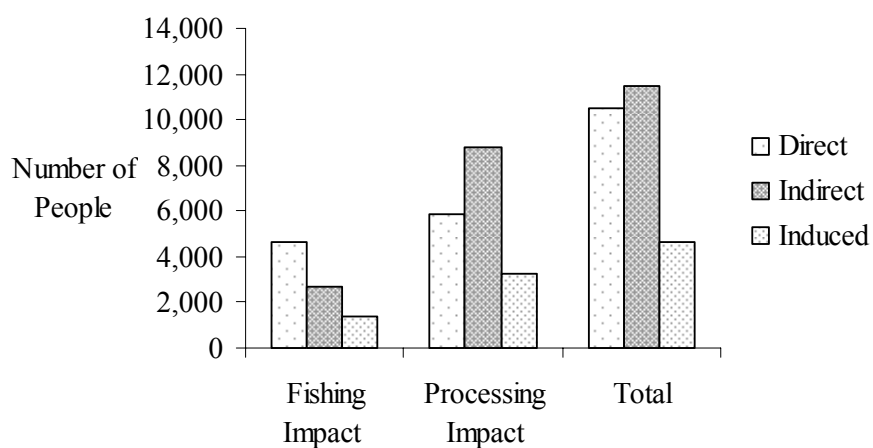 14,000
12,000
10,000
8,000
6,000
4,000
2,000
0
Number of
People
Fishing
Impact
Processing
Impact
Total
Direct
Indirect
Induced